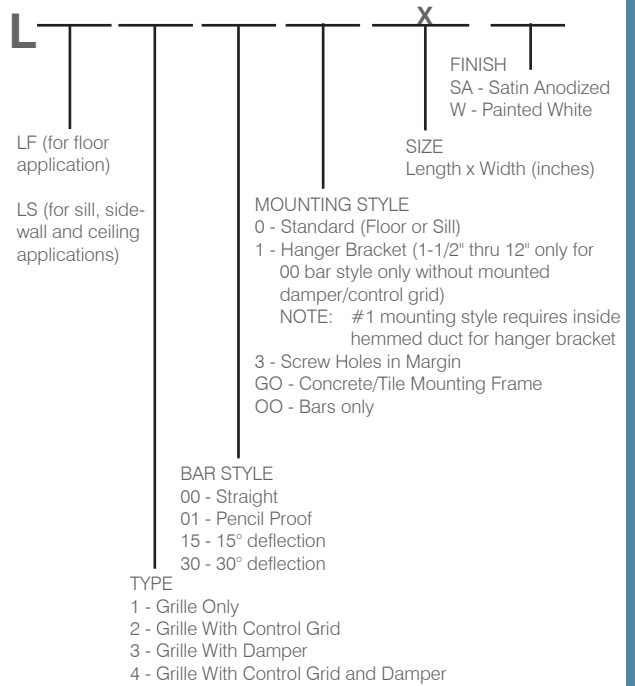 L
X
FINISH
SA - Satin Anodized
W - Painted White
LF (for floor
application)
SIZE
Length x Width (inches)
LS (for sill, side-
wall and ceiling
applications)
MOUNTING STYLE
0 - Standard (Floor or Sill)
1 - Hanger Bracket (1-1/2" thru 12" only for
00 bar style only without mounted
damper/control grid)
NOTE: #1 mounting style requires inside
hemmed duct for hanger bracket
3 - Screw Holes in Margin
GO - Concrete/Tile Mounting Frame
OO - Bars only
BAR STYLE
00 - Straight
01 - Pencil Proof
15 - 15° deflection
30 - 30° deflection
TYPE
1 - Grille Only
2 - Grille With Control Grid
3 - Grille With Damper
4 - Grille With Control Grid and Damper